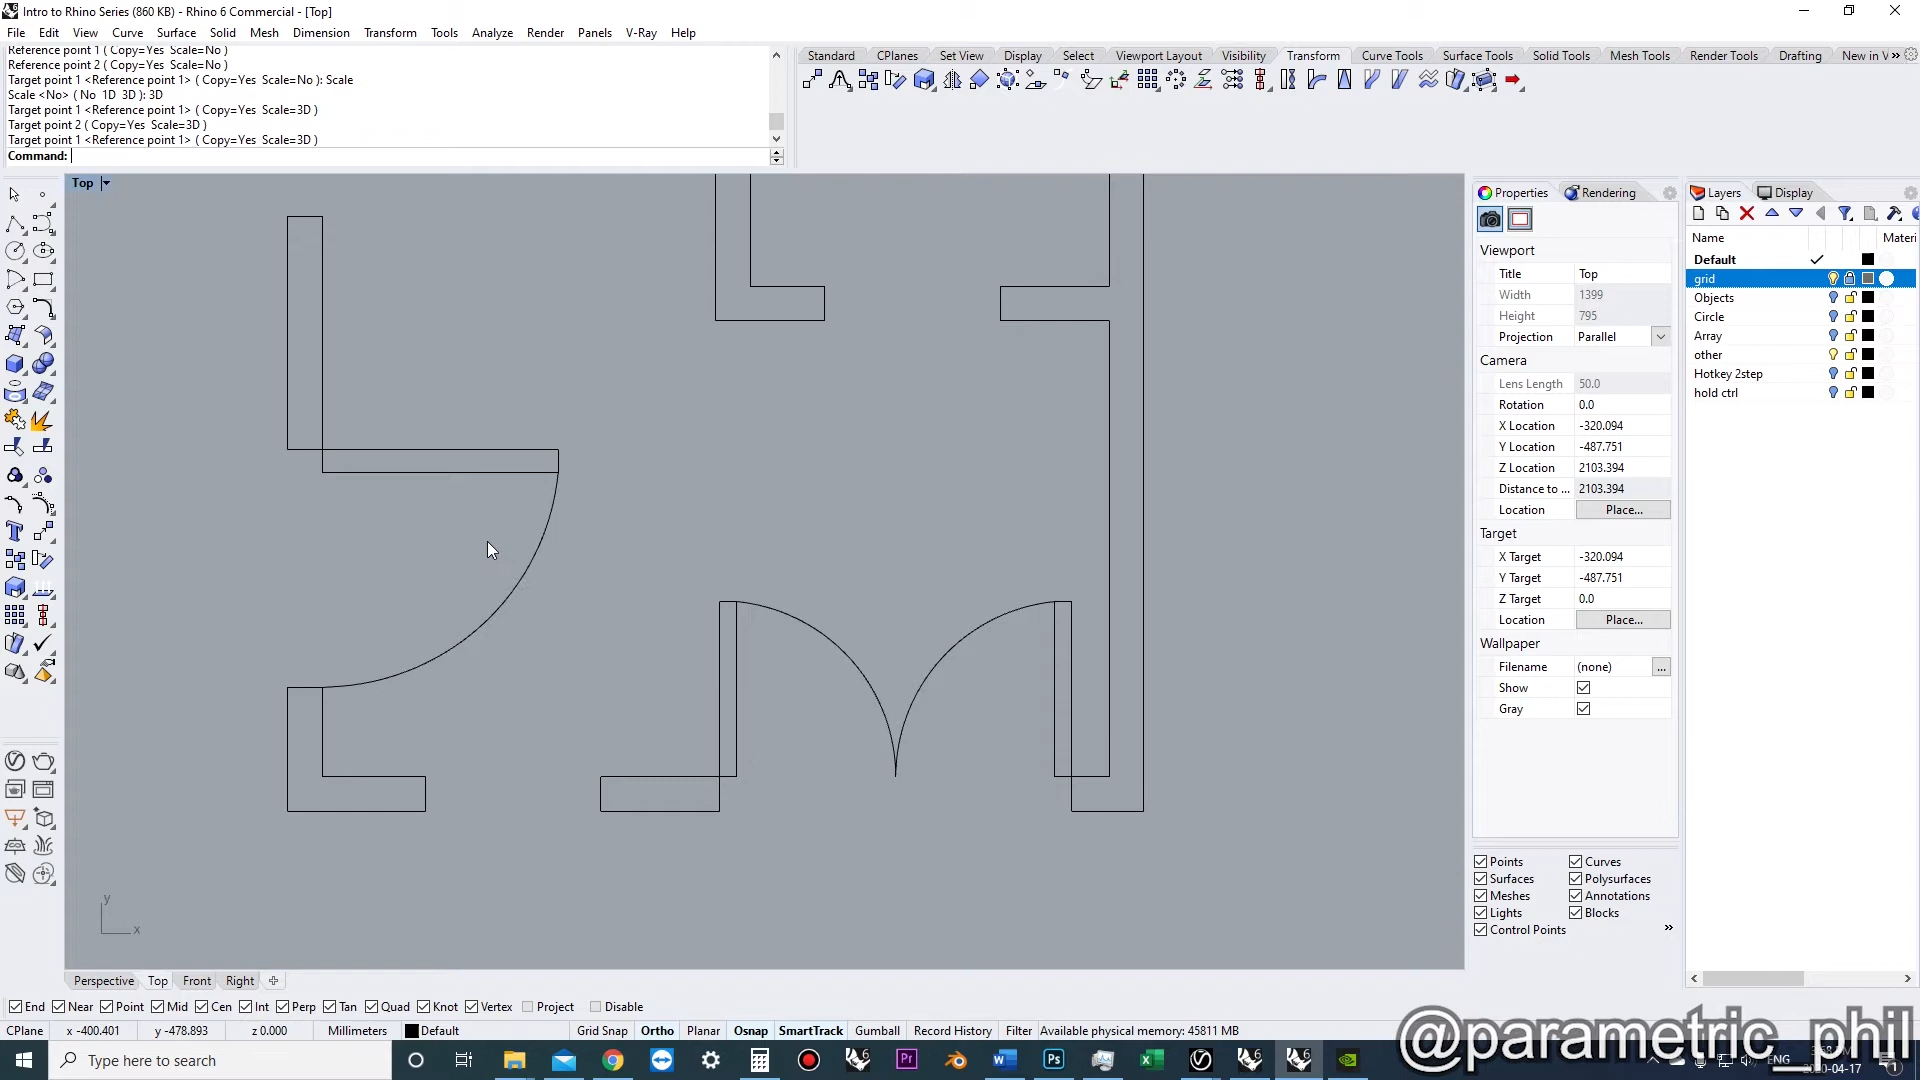 Intro to Rhino Series (860 KB) - Rhino 6 Commercial - [Top]
File Edit View Curve Surface Solid Mesh Dimension Transform Tools Analyze Render Panels V-Ray Help
Reference point 1 ( Copy=Yes Scale=No )
Reference point 2 ( Copy=Yes Scale=No )
Target point 1 <Reference point 1> ( Copy=Yes Scale=No ): Scale
Scale <No> ( No 1D 3D ): 3D
Target point 1 <Reference point 1> ( Copy=Yes Scale=3D )
Target point 2 ( Copy=Yes Scale=3D )
Target point 1 <Reference point 1> ( Copy=Yes Scale=3D )
Command:
Standard CPlanes Set View Display Select Viewport Layout Visibility Transform Curve Tools Surface Tools Solid Tools Mesh Tools Render Tools Drafting New in V
Top
Properties Rendering
Viewport
Title Top
Width 1399
Height 795
Projection Parallel
Camera
Lens Length 50.0
Rotation 0.0
X Location -320.094
Y Location -487.751
Z Location 2103.394
Distance to ... 2103.394
Location Place...
Target
X Target -320.094
Y Target -487.751
Z Target 0.0
Location Place...
Wallpaper
Filename (none) ...
Show
Gray
Points Curves
Surfaces Polysurfaces
Meshes Annotations
Lights Blocks
Control Points
Layers Display
Name Materi
Default
grid
Objects
Circle
Array
other
Hotkey 2step
hold ctrl
y
x
Perspective Top Front Right
End Near Point Mid Cen Int Perp Tan Quad Knot Vertex Project Disable
CPlane x -400.401 y -478.893 z 0.000 Millimeters Default Grid Snap Ortho Planar Osnap SmartTrack Gumball Record History Filter Available physical memory: 45811 MB
@parametric_phil
Type here to search
ENG